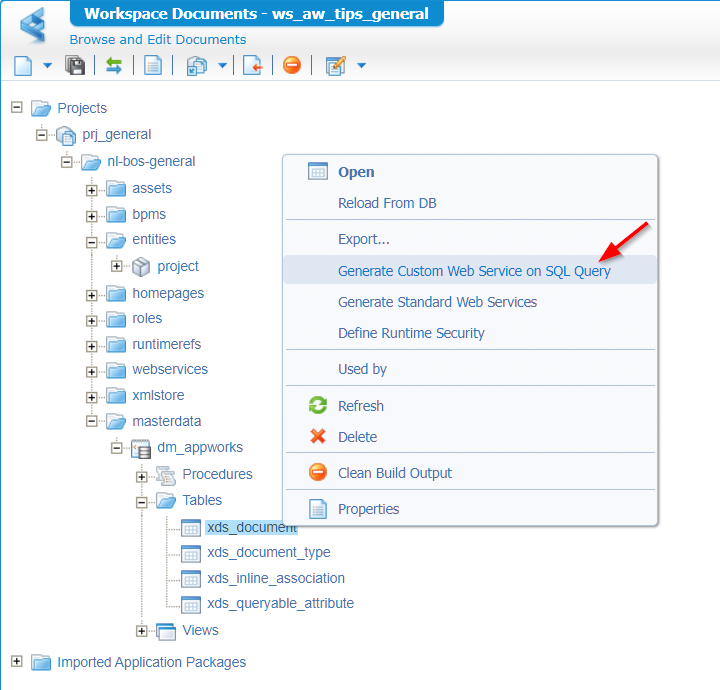 Workspace Documents - ws_aw_tips_general
Browse and Edit Documents
Projects
prj_general
nl-bos-general
assets
bpms
entities
project
homepages
roles
runtimerefs
webservices
xmlstore
masterdata
dm_appworks
Procedures
Tables
xds_document
xds_document_type
xds_inline_association
xds_queryable_attribute
Views
Imported Application Packages
Open
Reload From DB
Export...
Generate Custom Web Service on SQL Query
Generate Standard Web Services
Define Runtime Security
Used by
Refresh
Delete
Clean Build Output
Properties